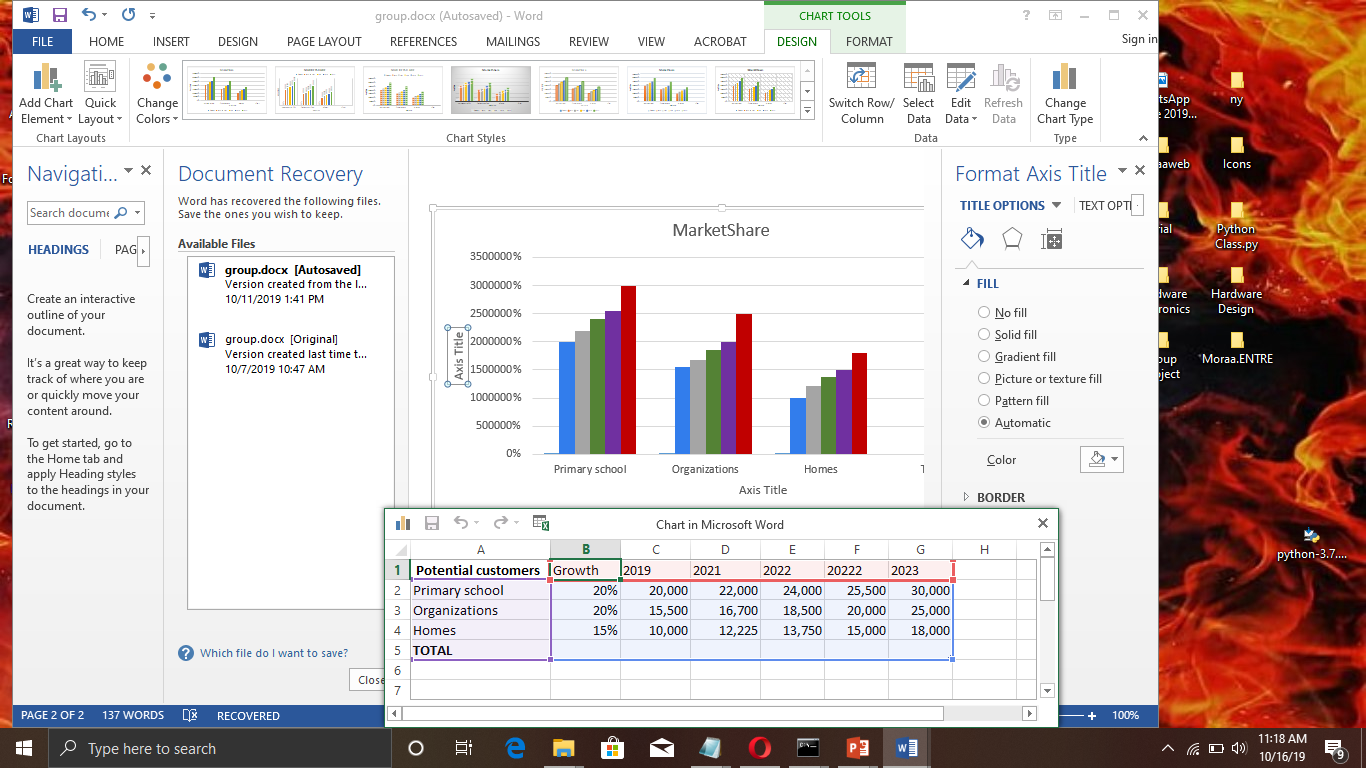 group.docx (Autosaved) - Word
CHART TOOLS
?
FILE HOME INSERT DESIGN PAGE LAYOUT REFERENCES MAILINGS REVIEW VIEW ACROBAT DESIGN FORMAT Sign in
Add Chart Element
Quick Layout
Change Colors
Switch Row/ Column
Select Data
Edit Data
Refresh Data
Change Chart Type
Chart Layouts
Chart Styles
Data
Type
Navigati...
Search docume
HEADINGS PAG
Create an interactive
outline of your
document.
It's a great way to keep
track of where you are
or quickly move your
content around.
To get started, go to
the Home tab and
apply Heading styles
to the headings in your
document.
Document Recovery
Word has recovered the following files.
Save the ones you wish to keep.
Available Files
group.docx [Autosaved]
Version created from the l...
10/11/2019 1:41 PM
group.docx [Original]
Version created last time t...
10/7/2019 10:47 AM
? Which file do I want to save?
Close
MarketShare
3500000%
3000000%
2500000%
2000000%
1500000%
1000000%
500000%
0%
Axis Title
Primary school Organizations Homes T
Axis Title
Format Axis Title
TITLE OPTIONS TEXT OPTI
FILL
No fill
Solid fill
Gradient fill
Picture or texture fill
Pattern fill
Automatic
Color
BORDER
Chart in Microsoft Word
A B C D E F G H
1 Potential customers Growth 2019 2021 2022 20222 2023
2 Primary school 20% 20,000 22,000 24,000 25,500 30,000
3 Organizations 20% 15,500 16,700 18,500 20,000 25,000
4 Homes 15% 10,000 12,225 13,750 15,000 18,000
5 TOTAL
6
7
PAGE 2 OF 2 137 WORDS RECOVERED 100%
tsApp
2019...
ny
aaweb
Icons
ial
Python
Class.py
ware
ronics
Hardware
Design
oup
ject
Moraa.ENTRE
python-3.7....
Type here to search
11:18 AM
10/16/19
9